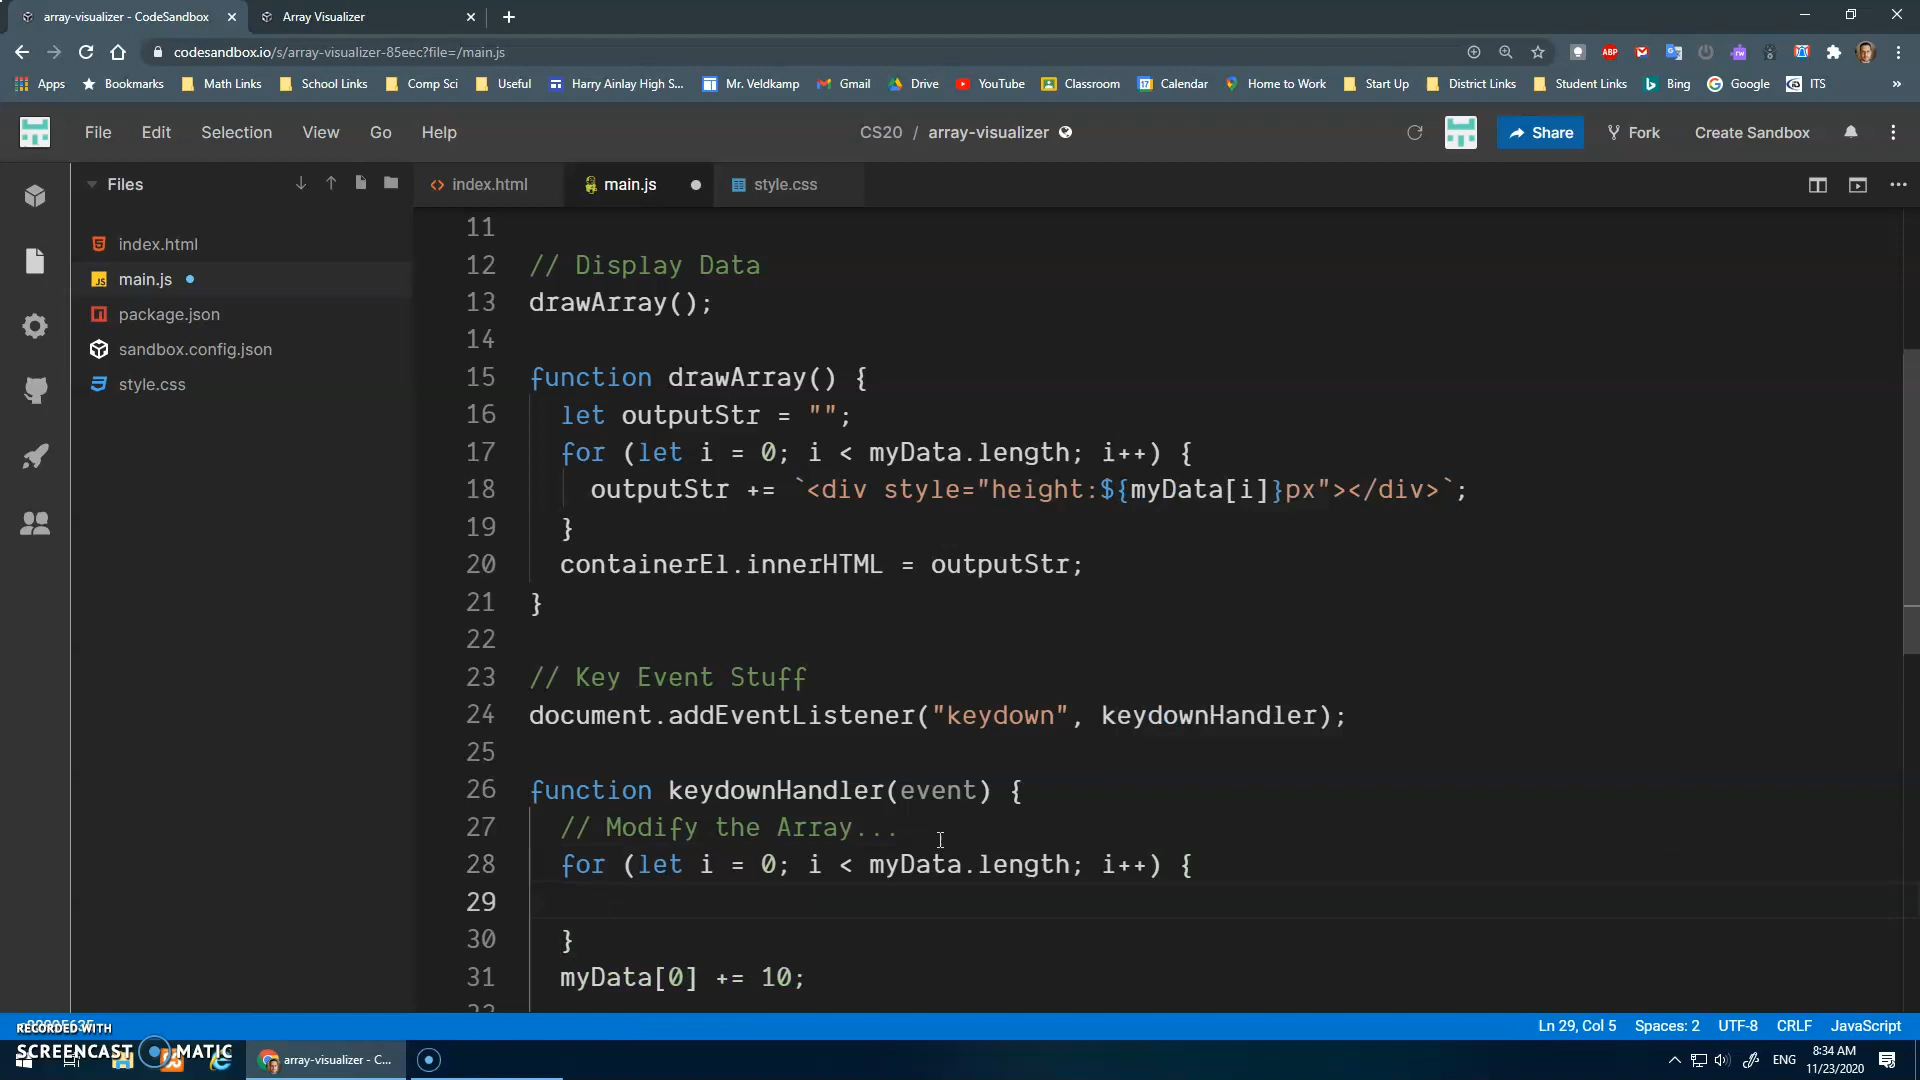 array-visualizer - CodeSandbox
Array Visualizer
codesandbox.io/s/array-visualizer-85eec?file=/main.js
ABP
Apps Bookmarks Math Links School Links Comp Sci Useful Harry Ainlay High S... Mr. Veldkamp Gmail Drive YouTube Classroom Calendar Home to Work Start Up District Links Student Links Bing Google ITS »
File Edit Selection View Go Help
CS20 / array-visualizer
Share Fork Create Sandbox
Files
index.html main.js style.css
index.html
main.js
package.json
sandbox.config.json
style.css
11
12 // Display Data
13 drawArray();
14
15 function drawArray() {
16 let outputStr = "";
17 for (let i = 0; i < myData.length; i++) {
18 outputStr += `<div style="height:${myData[i]}px"></div>`;
19 }
20 containerEl.innerHTML = outputStr;
21 }
22
23 // Key Event Stuff
24 document.addEventListener("keydown", keydownHandler);
25
26 function keydownHandler(event) {
27 // Modify the Array...
28 for (let i = 0; i < myData.length; i++) {
29
30 }
31 myData[0] += 10;
Ln 29, Col 5 Spaces: 2 UTF-8 CRLF JavaScript
RECORDED WITH
SCREENCAST MATIC
array-visualizer - C...
ENG
8:34 AM
11/23/2020